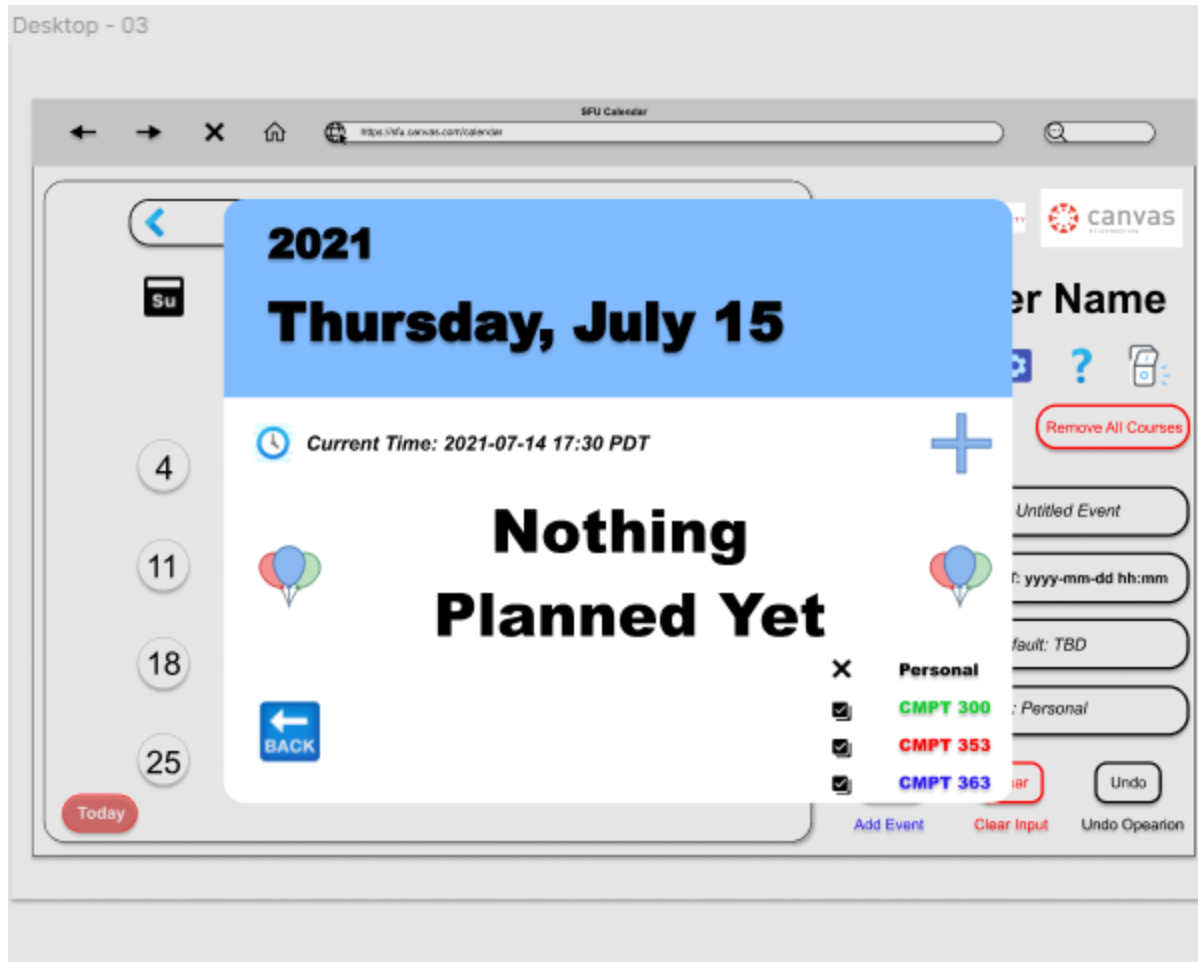 Desktop - 03
SFU Calendar
https://sfu.canvas.com/calender
canvas
2021
Thursday, July 15
Su
er Name
?
Current Time: 2021-07-14 17:30 PDT
Remove All Courses
4
Nothing
Planned Yet
Untitled Event
11
T: yyyy-mm-dd hh:mm
18
fault: TBD
Personal
: Personal
CMPT 300
BACK
CMPT 353
25
CMPT 363
ar
Undo
Today
Add Event
Clear Input
Undo Opearion